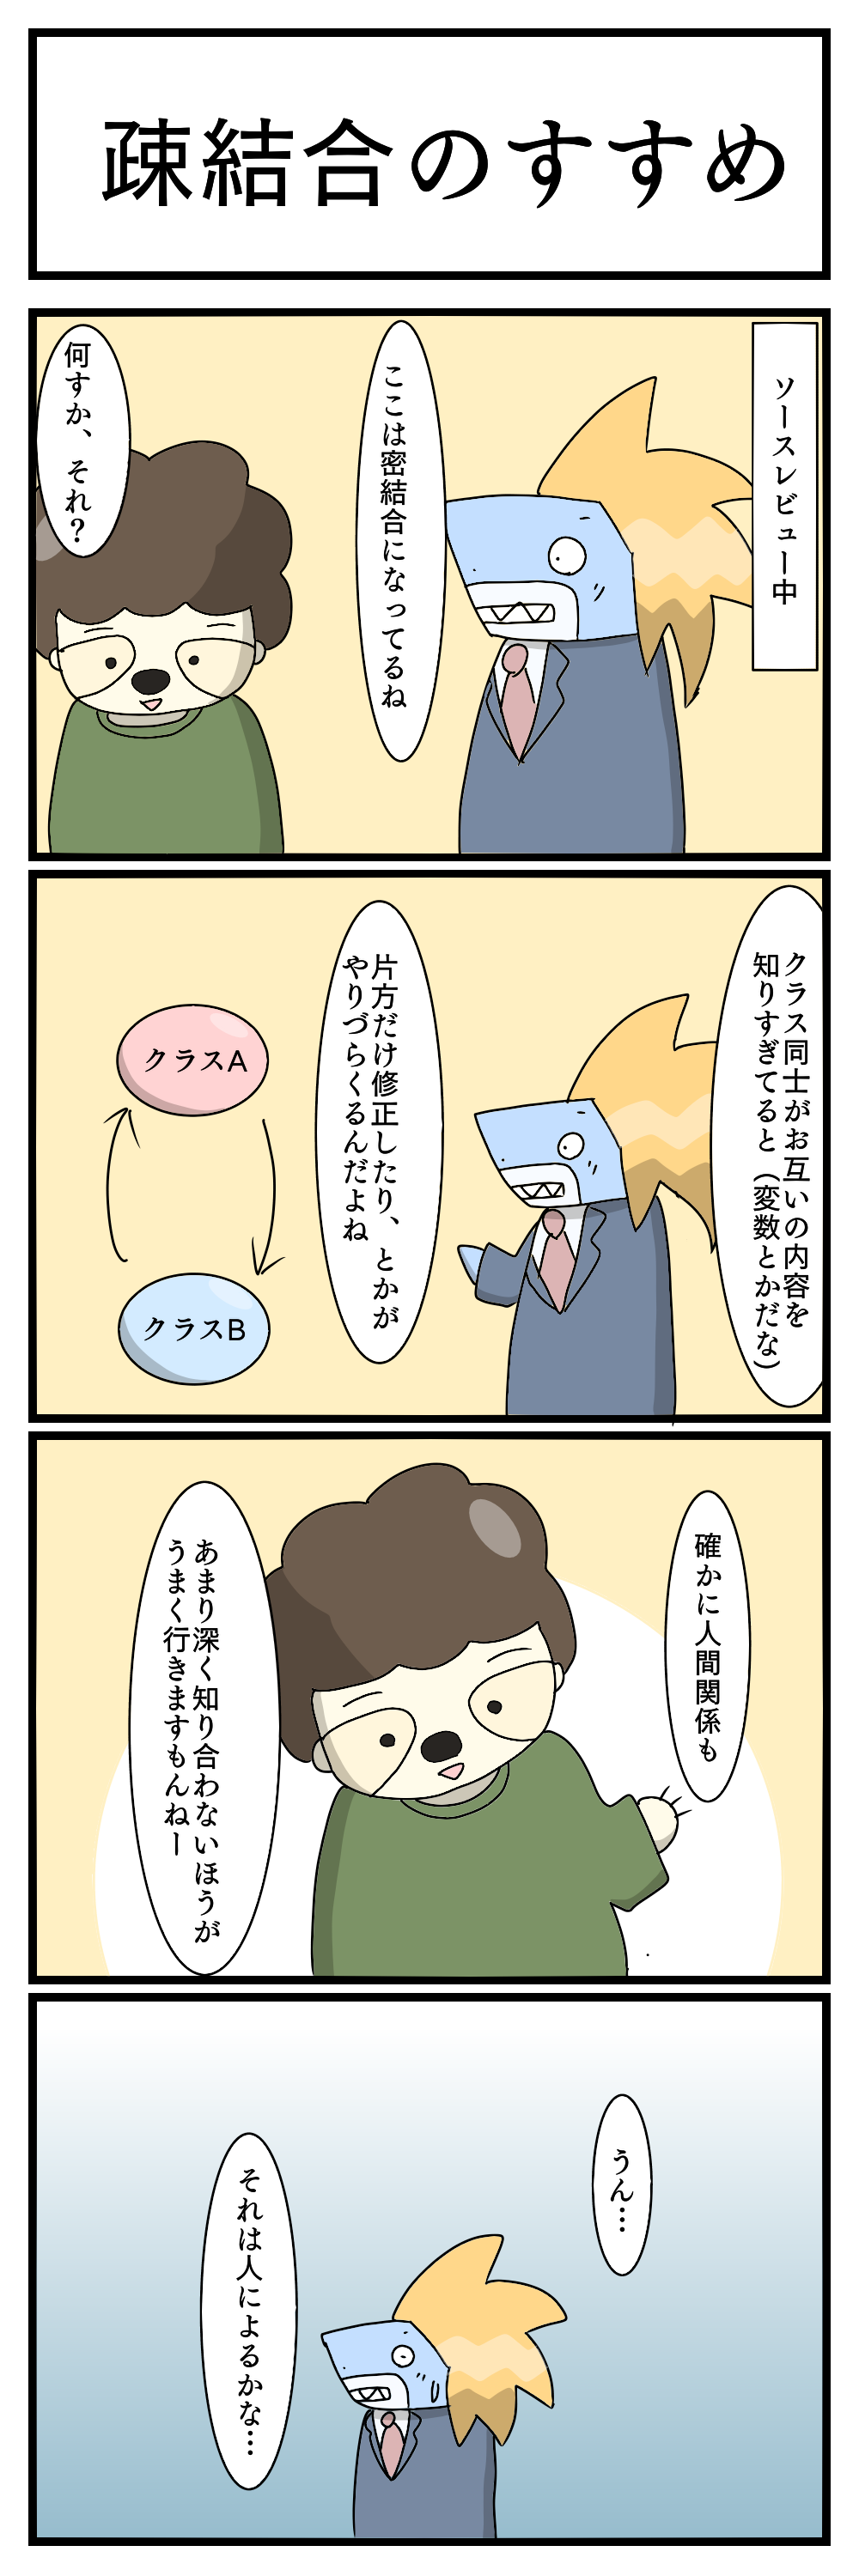 疎結合のすすめ
ソースレビュー中
ここは密結合になってるね
何すか、それ？
クラス同士がお互いの内容を
知りすぎてると（変数とかだな）
片方だけ修正したり、とかが
やりづらくるんだよね
クラスA
クラスB
確かに人間関係も
あまり深く知り合わないほうが
うまく行きますもんねー
うん…
それは人によるかな…